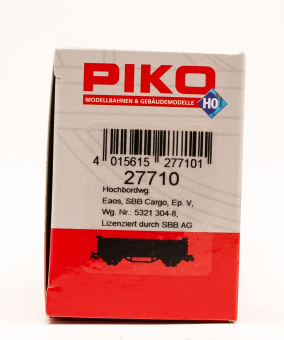 PIKO
MODELLBAHNEN & GEBÄUDEMODELLE H0
4 015615 277101
27710
Hochbordwg.
Eaos, SBB Cargo, Ep. V,
Wg. Nr.: 5321 304-8,
Lizenziert durch SBB AG